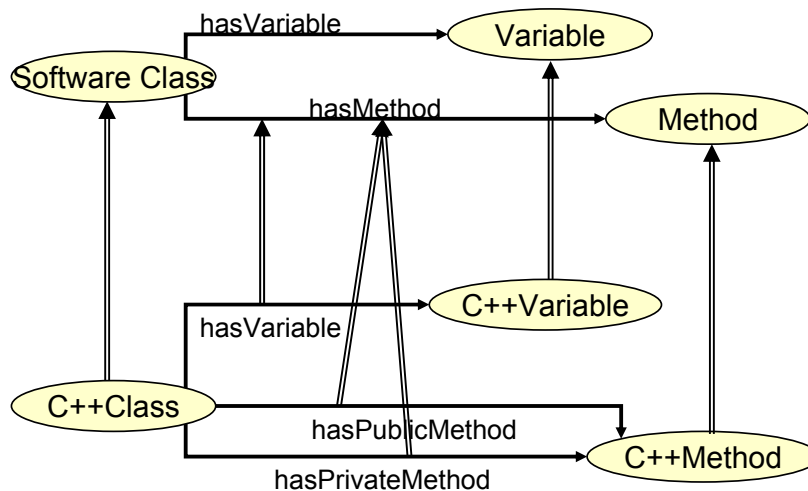 hasVariable
Variable
Software Class
hasMethod
Method
C++Variable
hasVariable
C++Class
hasPublicMethod
C++Method
hasPrivateMethod